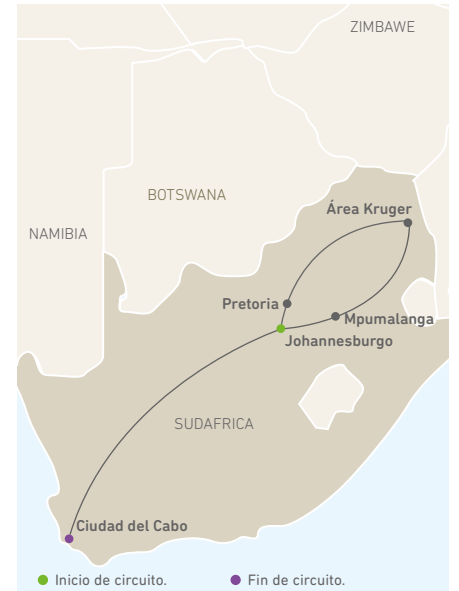 ZIMBAWE
BOTSWANA
Área Kruger
NAMIBIA
Pretoria
Mpumalanga
Johannesburgo
SUDAFRICA
Ciudad del Cabo
Inicio de circuito.
Fin de circuito.